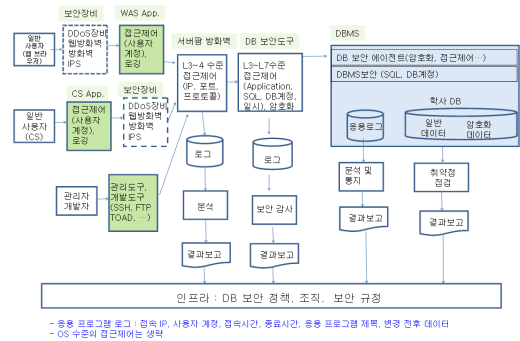 보안장비
WAS App.
일반
사용자
(웹 브라
우저)
DDoS장비
웹방화벽
방화벽
IPS
접근제어
(사용자
계정),
로깅
서버팜 방화벽
L3~4 수준
접근제어
(IP, 포트,
프로토콜)
DB 보안도구
L3~L7수준
접근제어
(Application,
SQL, DB계정,
일시), 암호화
DBMS
DB 보안 에이전트(암호화, 접근제어…)
DBMS보안 (SQL, DB계정)
학사 DB
응용로그
일반
데이터
암호화
데이터
CS App.
보안장비
일반
사용자
(CS)
접근제어
(사용자
계정),
로깅
DDoS장비
웹방화벽
방화벽
IPS
관리자
개발자
관리도구,
개발도구
(SSH, FTP
TOAD, …)
로그
로그
분석
보안 감사
분석 및
통지
취약점
점검
결과보고
결과보고
결과보고
결과보고
인프라 : DB 보안 정책, 조직, 보안 규정
- 응용 프로그램 로그 : 접속 IP, 사용자 계정, 접속시간, 종료시간, 응용 프로그램 제목, 변경 전후 데이터
- OS 수준의 접근제어는 생략